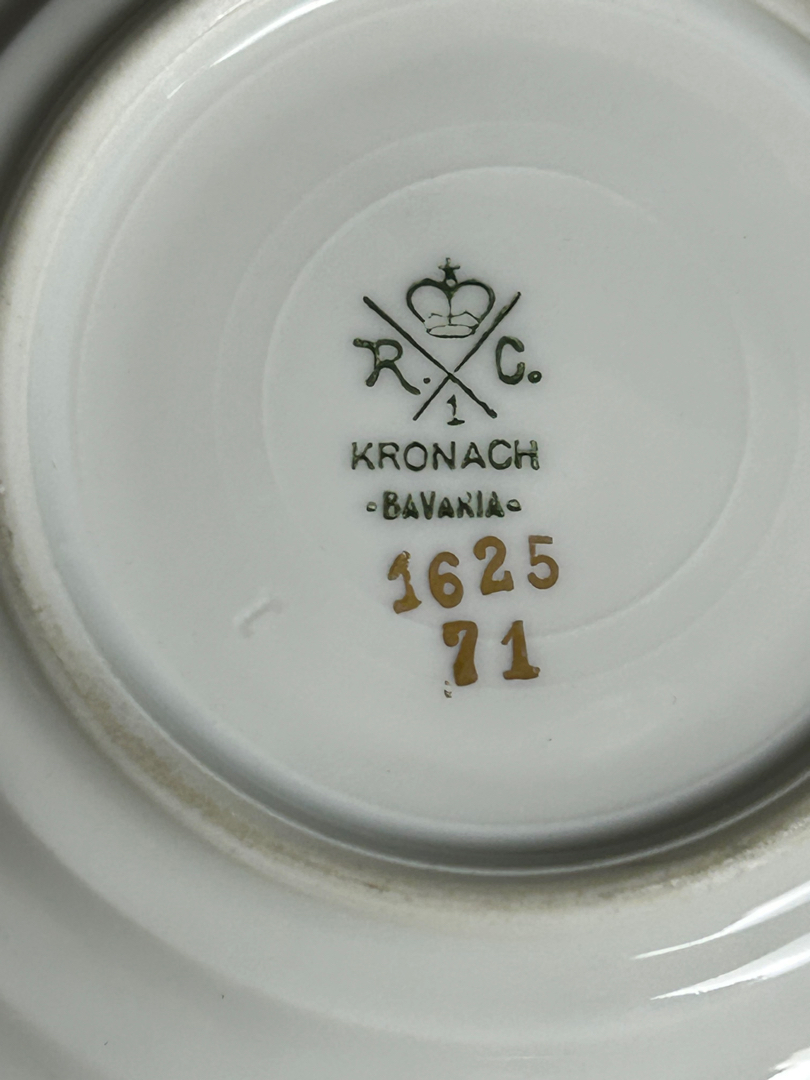 R. C.
1
KRONACH
·BAVARIA·
1625
71